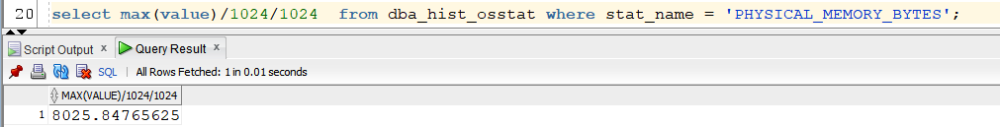 20 select max(value)/1024/1024  from dba_hist_osstat where stat_name = 'PHYSICAL_MEMORY_BYTES';
Script Output x Query Result x
SQL | All Rows Fetched: 1 in 0.01 seconds
MAX(VALUE)/1024/1024
1 8025.84765625